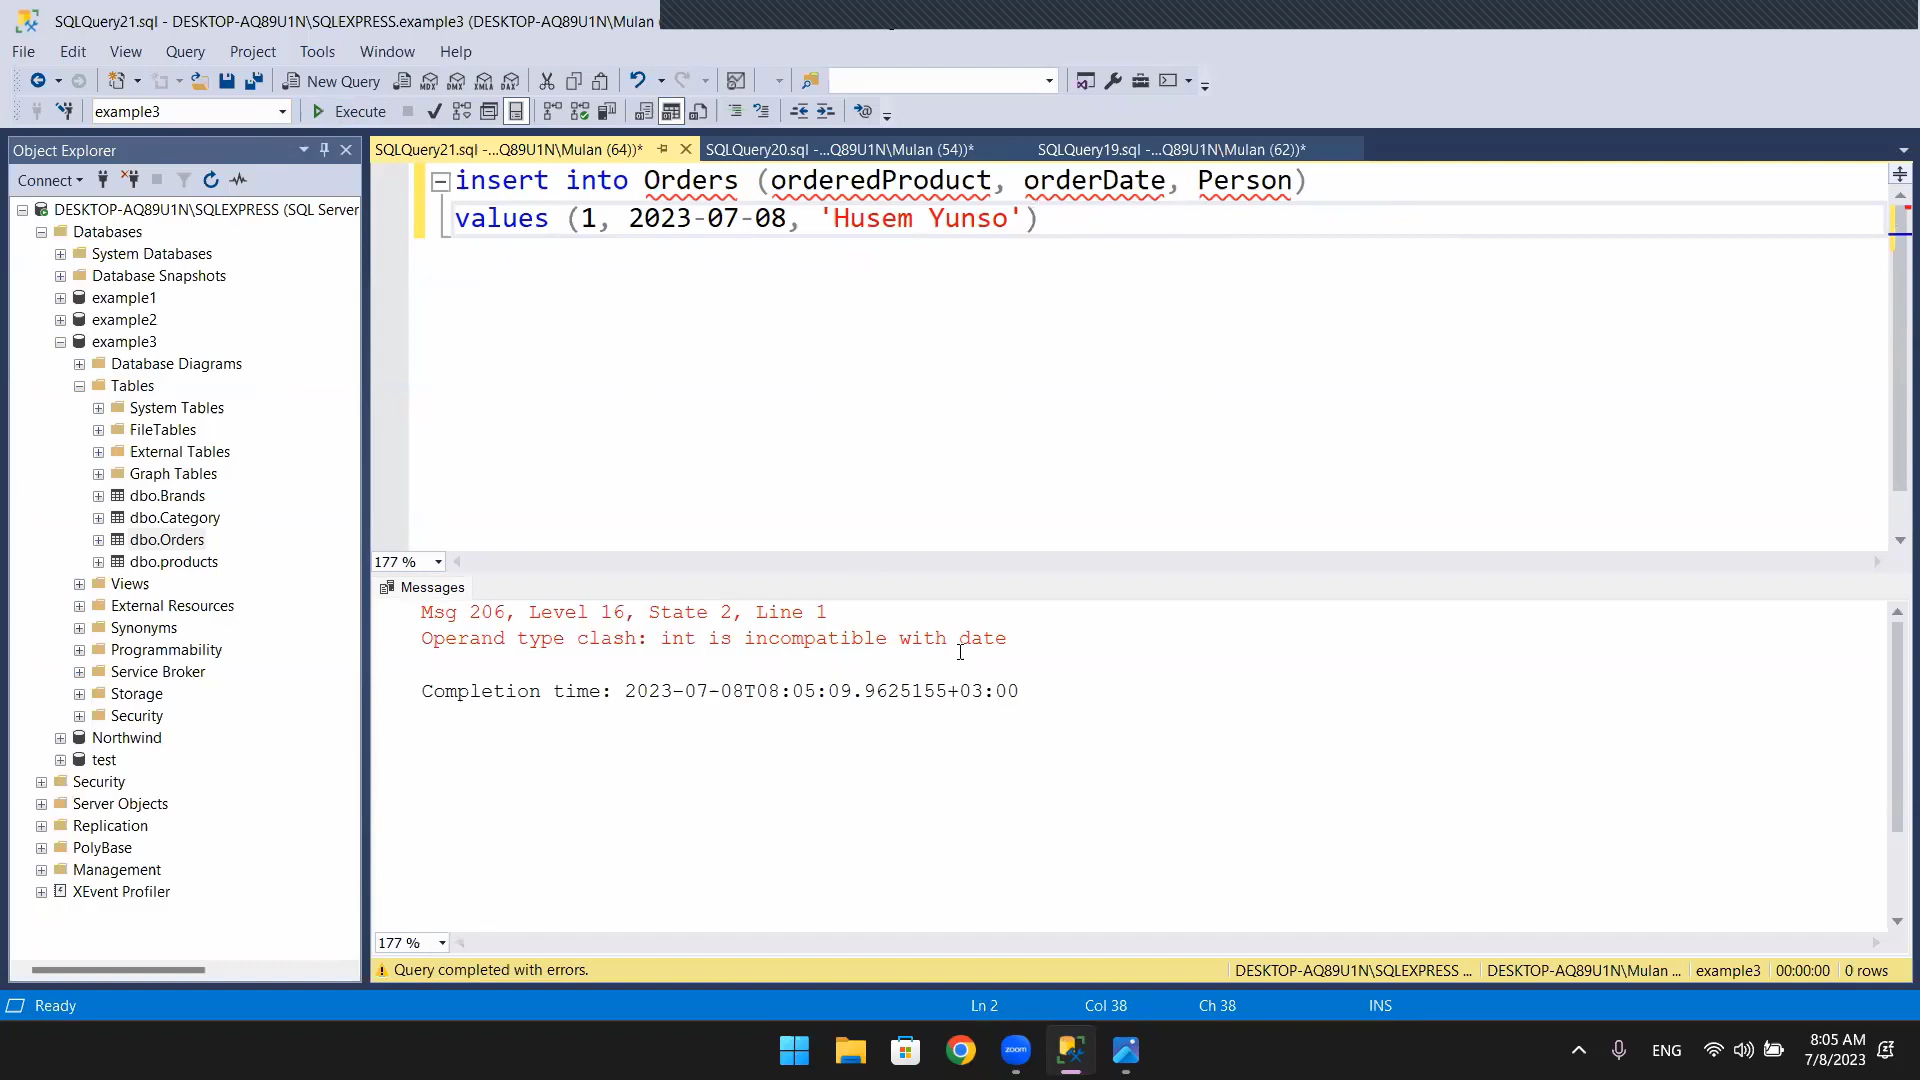 SQLQuery21.sql - DESKTOP-AQ89U1N\SQLEXPRESS.example3 (DESKTOP-AQ89U1N\Mulan
File Edit View Query Project Tools Window Help
New Query MDX DMX XMLA DAX
example3 Execute
Object Explorer
Connect
DESKTOP-AQ89U1N\SQLEXPRESS (SQL Server
Databases
System Databases
Database Snapshots
example1
example2
example3
Database Diagrams
Tables
System Tables
FileTables
External Tables
Graph Tables
dbo.Brands
dbo.Category
dbo.Orders
dbo.products
Views
External Resources
Synonyms
Programmability
Service Broker
Storage
Security
Northwind
test
Security
Server Objects
Replication
PolyBase
Management
XEvent Profiler
SQLQuery21.sql -...Q89U1N\Mulan (64))* SQLQuery20.sql -...Q89U1N\Mulan (54))* SQLQuery19.sql -...Q89U1N\Mulan (62))*
insert into Orders (orderedProduct, orderDate, Person)
values (1, 2023-07-08, 'Husem Yunso')
177 %
Messages
Msg 206, Level 16, State 2, Line 1
Operand type clash: int is incompatible with date
Completion time: 2023-07-08T08:05:09.9625155+03:00
177 %
Query completed with errors. DESKTOP-AQ89U1N\SQLEXPRESS ... DESKTOP-AQ89U1N\Mulan ... example3 00:00:00 0 rows
Ready Ln 2 Col 38 Ch 38 INS
zoom ENG 8:05 AM
7/8/2023